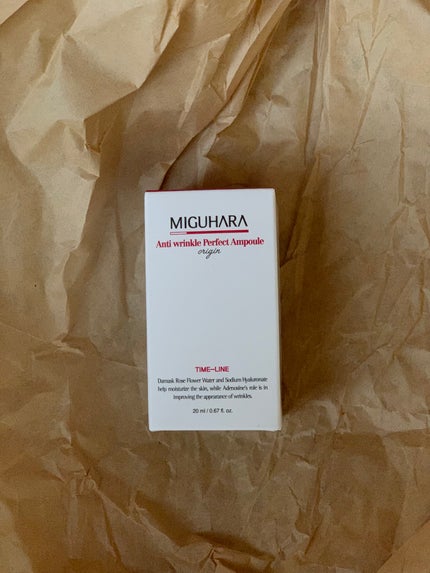 MIGUHARA
Anti wrinkle Perfect Ampoule
origin
TIME-LINE
Damask Rose Flower Water and Sodium Hyaluronate
help moisturize the skin, while Adenosine's role is in
improving the appearance of wrinkles.
20 ml / 0.67 fl. oz.